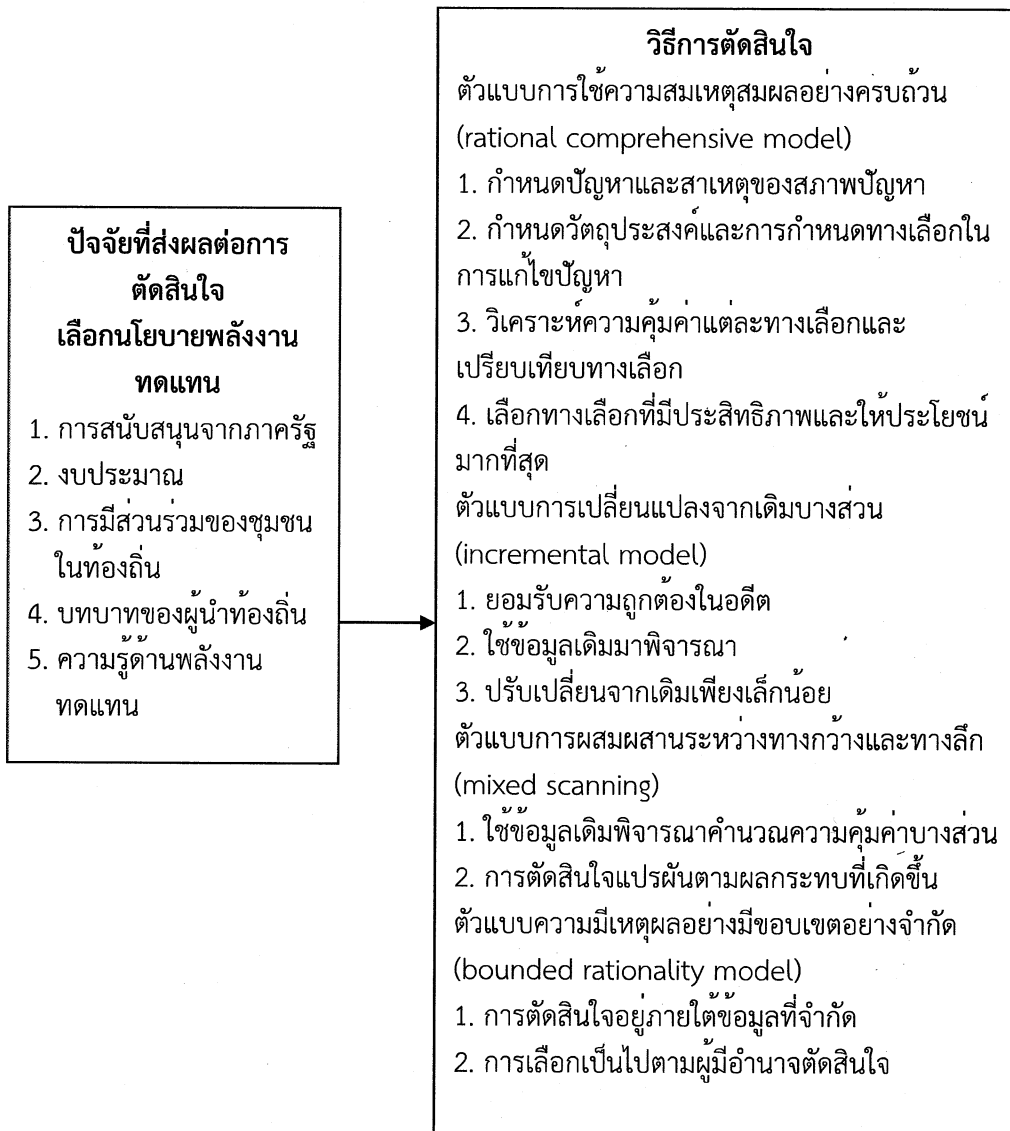 ปัจจัยที่ส่งผลต่อการ
ตัดสินใจ
เลือกนโยบายพลังงาน
ทดแทน
1. การสนับสนุนจากภาครัฐ
2. งบประมาณ
3. การมีส่วนร่วมของชุมชน
ในท้องถิ่น
4. บทบาทของผู้นำท้องถิ่น
5. ความรู้ด้านพลังงาน
ทดแทน
วิธีการตัดสินใจ
ตัวแบบการใช้ความสมเหตุสมผลอย่างครบถ้วน
(rational comprehensive model)
1. กำหนดปัญหาและสาเหตุของสภาพปัญหา
2. กำหนดวัตถุประสงค์และการกำหนดทางเลือกใน
การแก้ไขปัญหา
3. วิเคราะห์ความคุ้มค่าแต่ละทางเลือกและ
เปรียบเทียบทางเลือก
4. เลือกทางเลือกที่มีประสิทธิภาพและให้ประโยชน์
มากที่สุด
ตัวแบบการเปลี่ยนแปลงจากเดิมบางส่วน
(incremental model)
1. ยอมรับความถูกต้องในอดีต
2. ใช้ข้อมูลเดิมมาพิจารณา
3. ปรับเปลี่ยนจากเดิมเพียงเล็กน้อย
ตัวแบบการผสมผสานระหว่างทางกว้างและทางลึก
(mixed scanning)
1. ใช้ข้อมูลเดิมพิจารณาคำนวณความคุ้มค่าบางส่วน
2. การตัดสินใจแปรผันตามผลกระทบที่เกิดขึ้น
ตัวแบบความมีเหตุผลอย่างมีขอบเขตอย่างจำกัด
(bounded rationality model)
1. การตัดสินใจอยู่ภายใต้ข้อมูลที่จำกัด
2. การเลือกเป็นไปตามผู้มีอำนาจตัดสินใจ